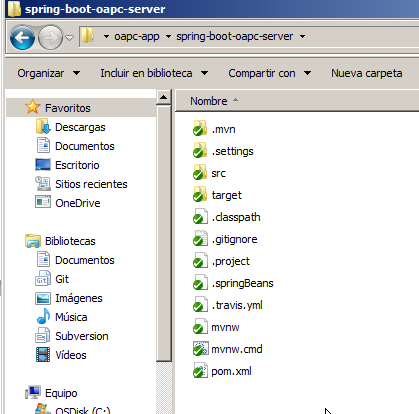 spring-boot-oapc-server
oapc-app spring-boot-oapc-server
Organizar Incluir en biblioteca Compartir con Nueva carpeta
Favoritos
Descargas
Documentos
Escritorio
Sitios recientes
OneDrive
Bibliotecas
Documentos
Git
Imágenes
Música
Subversion
Vídeos
Equipo
OSDisk (C:)
Nombre
.mvn
.settings
src
target
.classpath
.gitignore
.project
.springBeans
.travis.yml
mvnw
mvnw.cmd
pom.xml